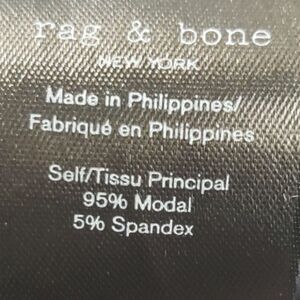 rag & bone
NEW YORK
Made in Philippines/
Fabriqué en Philippines
Self/Tissu Principal
95% Modal
5% Spandex